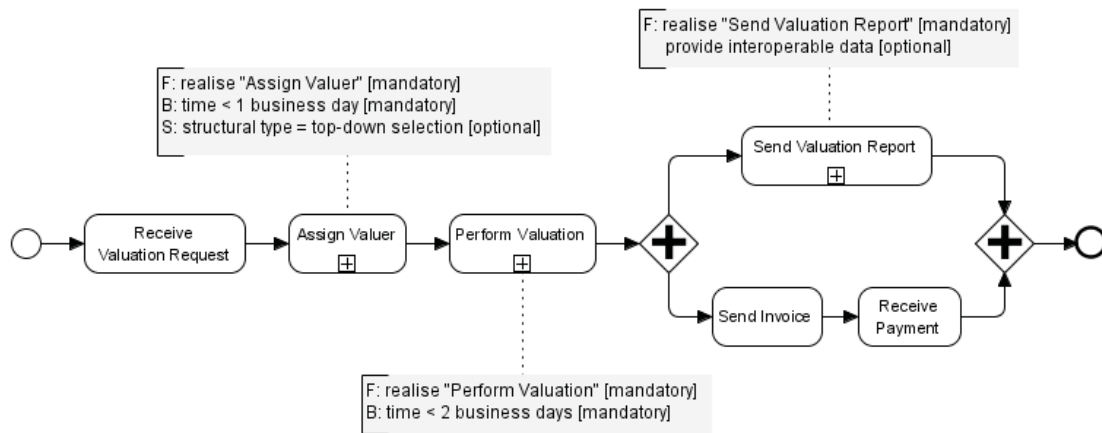 F: realise "Send Valuation Report" [mandatory]
provide interoperable data [optional]
F: realise "Assign Valuer" [mandatory]
B: time < 1 business day [mandatory]
S: structural type = top-down selection [optional]
Send Valuation Report
Receive
Valuation Request
Assign Valuer
Perform Valuation
Send Invoice
Receive
Payment
F: realise "Perform Valuation" [mandatory]
B: time < 2 business days [mandatory]